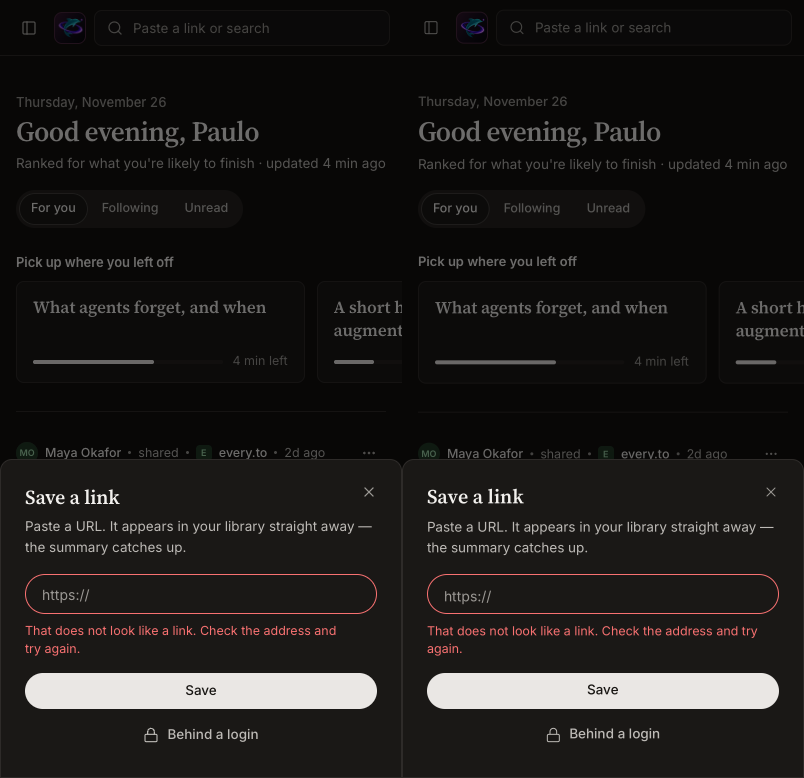 Paste a link or search
Thursday, November 26
Good evening, Paulo
Ranked for what you're likely to finish · updated 4 min ago
For you
Following
Unread
Pick up where you left off
What agents forget, and when
4 min left
A short h
augment
MO Maya Okafor • shared • E every.to • 2d ago ···
Save a link
Paste a URL. It appears in your library straight away —
the summary catches up.
https://
That does not look like a link. Check the address and
try again.
Save
Behind a login
Paste a link or search
Thursday, November 26
Good evening, Paulo
Ranked for what you're likely to finish · updated 4 min ago
For you
Following
Unread
Pick up where you left off
What agents forget, and when
4 min left
A short h
augment
MO Maya Okafor • shared • E every.to • 2d ago ···
Save a link
Paste a URL. It appears in your library straight away —
the summary catches up.
https://
That does not look like a link. Check the address and try
again.
Save
Behind a login